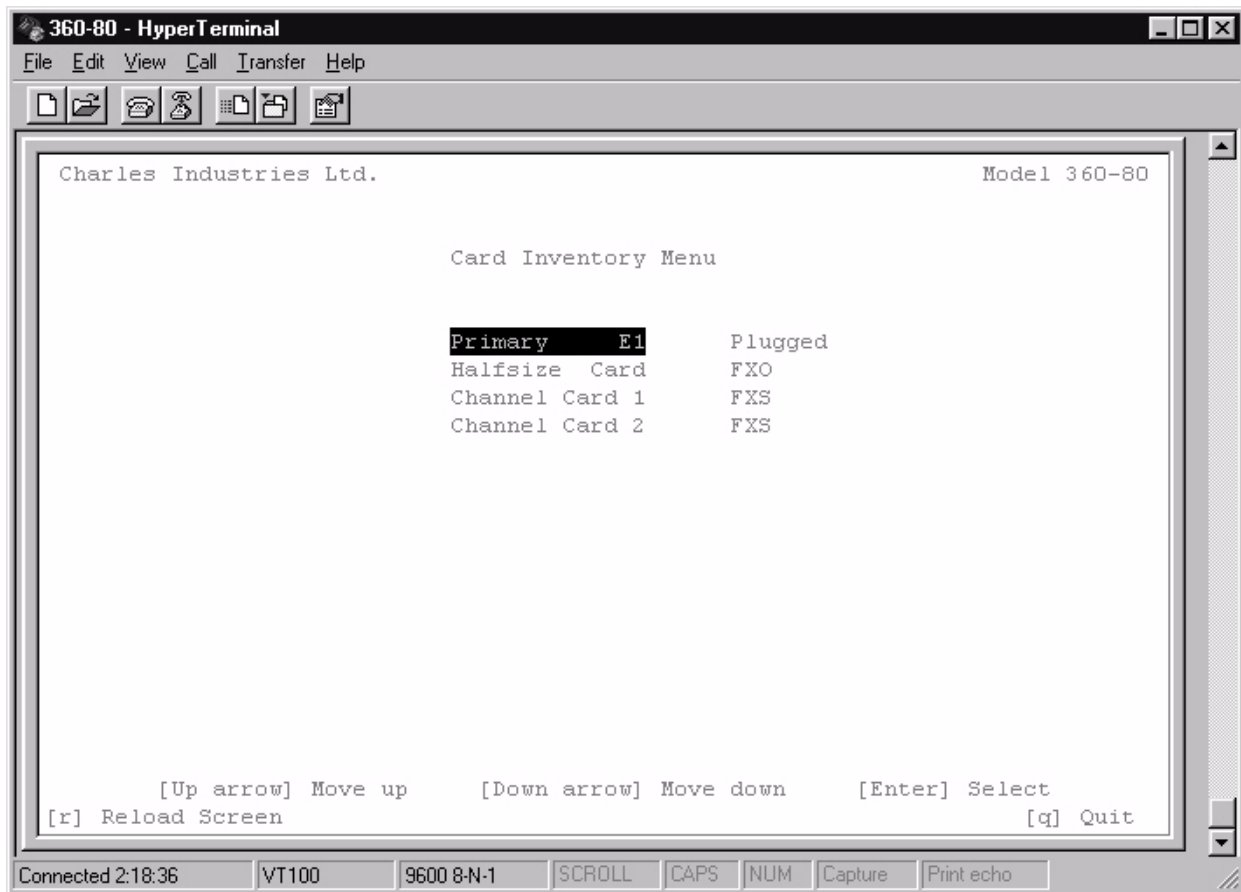 360-80 - HyperTerminal
File Edit View Call Transfer Help
Charles Industries Ltd. Model 360-80
Card Inventory Menu
Primary E1 Plugged
Halfsize Card FXO
Channel Card 1 FXS
Channel Card 2 FXS
[Up arrow] Move up [Down arrow] Move down [Enter] Select
[r] Reload Screen [q] Quit
Connected 2:18:36 VT100 9600 8-N-1 SCROLL CAPS NUM Capture Print echo